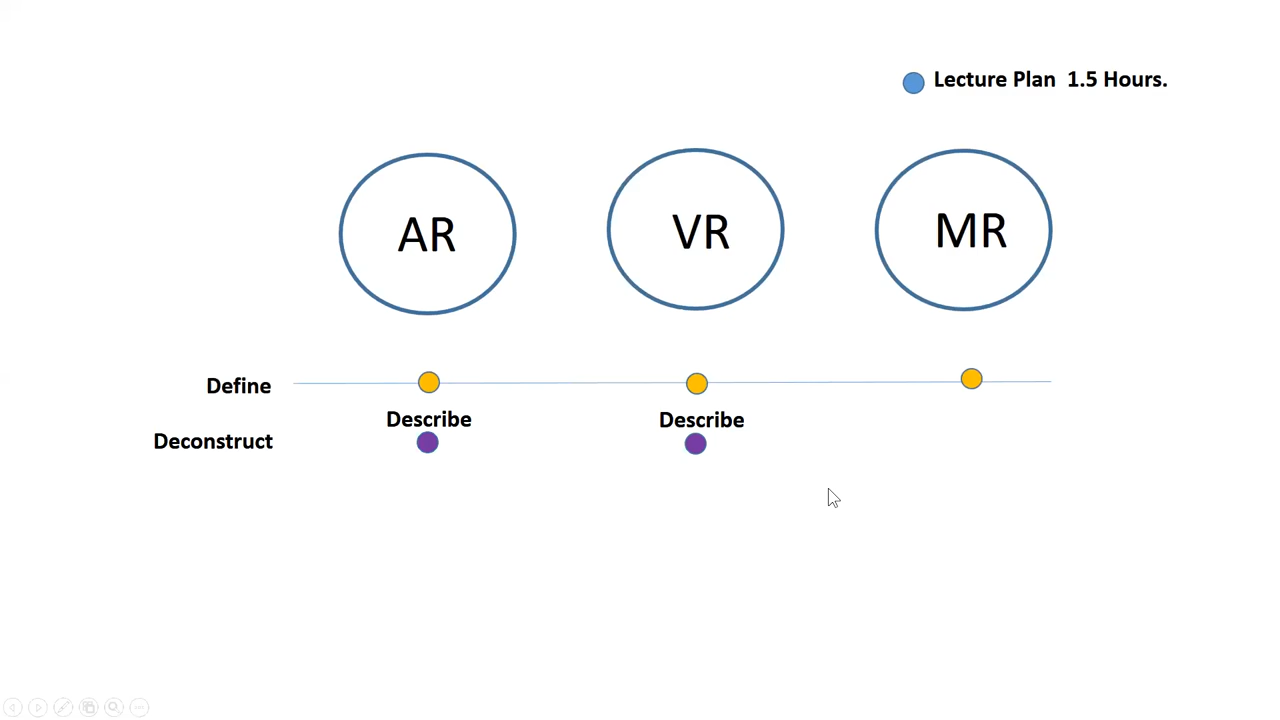 Lecture Plan 1.5 Hours.
AR VR MR
Define
Describe Describe
Deconstruct